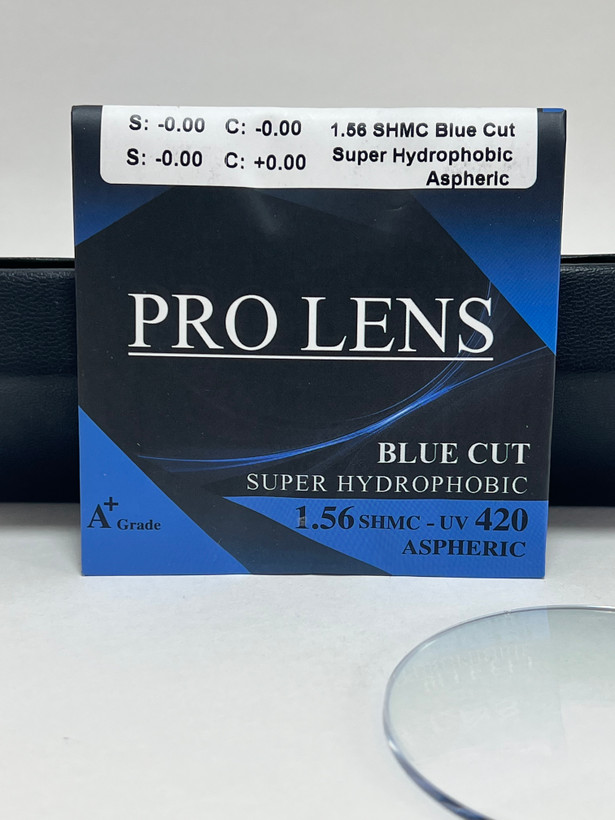 S: -0.00 C: -0.00 1.56 SHMC Blue Cut
S: -0.00 C: +0.00 Super Hydrophobic
Aspheric
PRO LENS
BLUE CUT
SUPER HYDROPHOBIC
A+ Grade
1.56 SHMC - UV 420
ASPHERIC